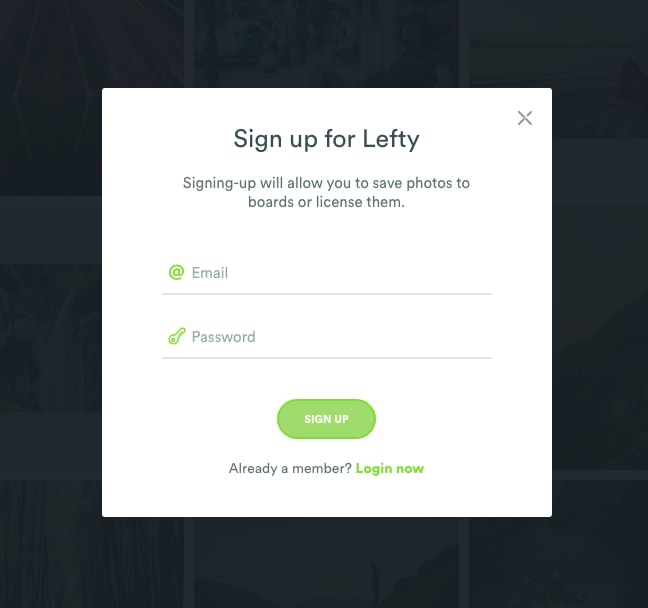 Sign up for Lefty
Signing-up will allow you to save photos to
boards or license them.
@ Email
Password
SIGN UP
Already a member? Login now